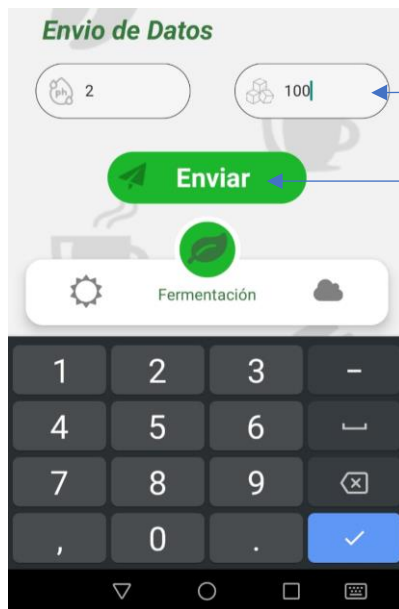 Envio de Datos
ph 2 100
Enviar
Fermentación
1 2 3 -
4 5 6
7 8 9
, 0 .